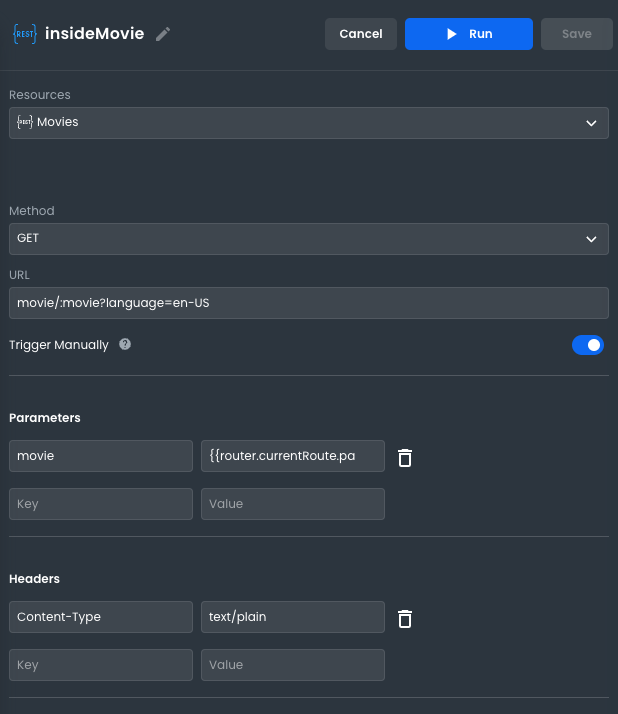 {REST} insideMovie
Cancel
Run
Save
Resources
{REST} Movies
Method
GET
URL
movie/:movie?language=en-US
Trigger Manually ?
Parameters
movie {{router.currentRoute.pa
Key Value
Headers
Content-Type text/plain
Key Value